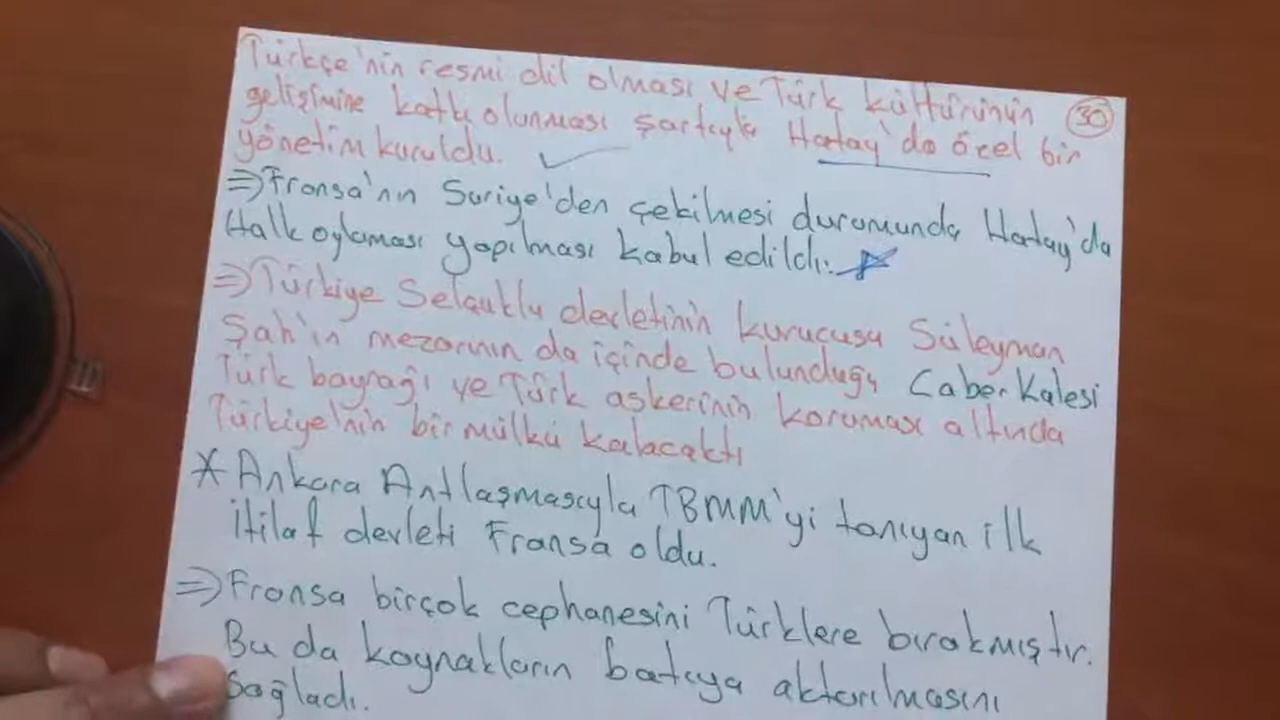 Türkçe'nin resmi dil olması ve Türk kültürünün
30
gelişimine katkı olunması şartıyla Hatay'da özel bir
yönetim kuruldu.
⇒ Fransa'nın Suriye'den çekilmesi durumunda Hatay'da
Halkoylaması yapılması kabul edildi.
⇒ Türkiye Selçuklu devletinin kurucusu Süleyman
Şah'ın mezarının da içinde bulunduğu Caber Kalesi
Türk bayrağı ve Türk askerinin koruması altında
Türkiye'nin bir mülkü kalacaktı
* Ankara Antlaşmasıyla TBMM'yi tanıyan ilk
itilaf devleti Fransa oldu.
⇒ Fransa birçok cephanesini Türklere bırakmıştır.
Bu da kaynakların batıya aktarılmasını
sağladı.